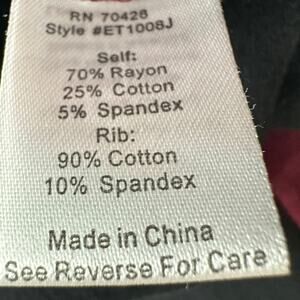 RN 70428
Style #ET1008J
Self:
70% Rayon
25% Cotton
5% Spandex
Rib:
90% Cotton
10% Spandex
Made in China
See Reverse For Care